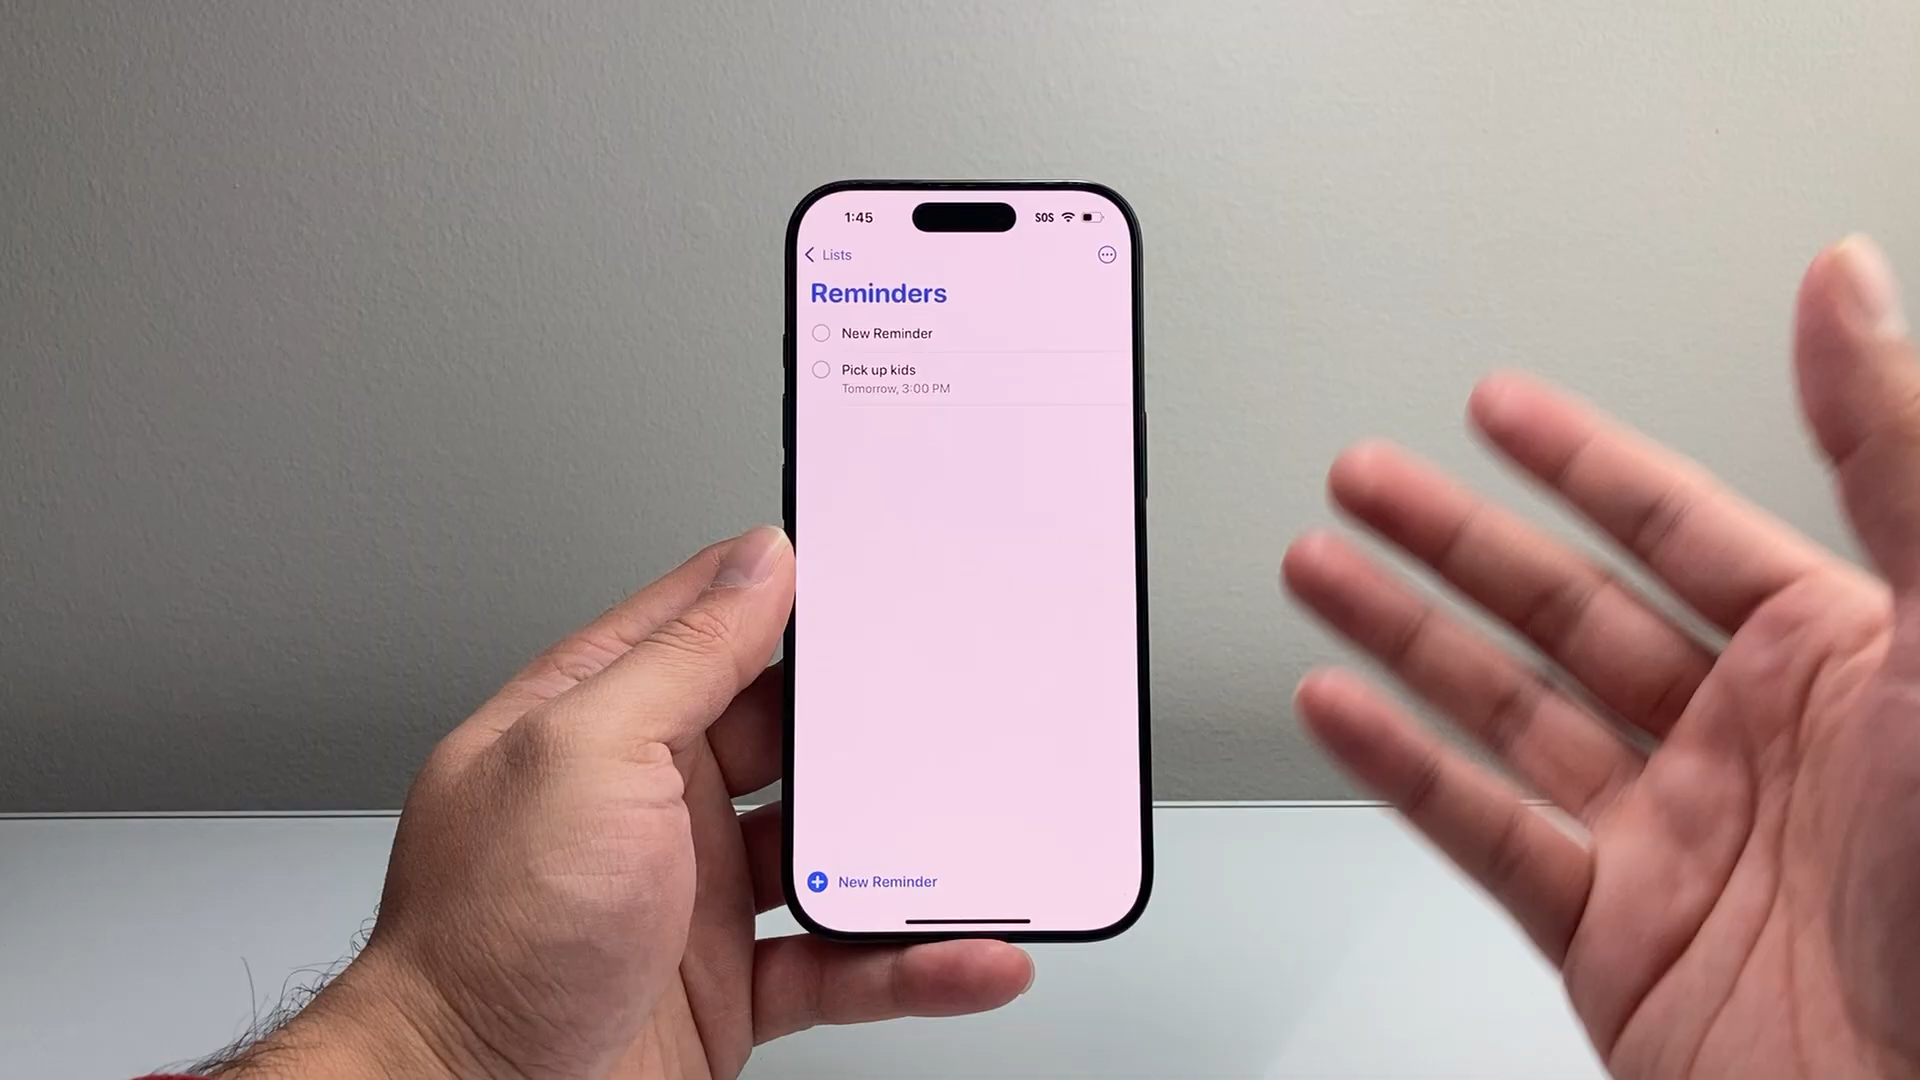 1:45
SOS
Lists
Reminders
New Reminder
Pick up kids
Tomorrow, 3:00 PM
New Reminder